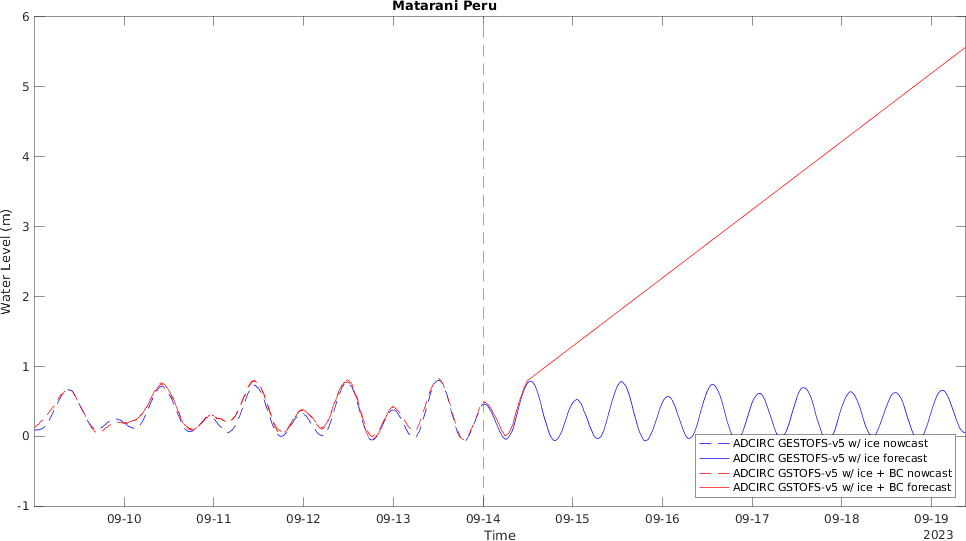 Matarani Peru
6
5
4
3
2
1
0
-1
Water Level (m)
09-10 09-11 09-12 09-13 09-14 09-15 09-16 09-17 09-18 09-19
2023
Time
ADCIRC GESTOFS-v5 w/ ice nowcast
ADCIRC GESTOFS-v5 w/ ice forecast
ADCIRC GSTOFS-v5 w/ ice + BC nowcast
ADCIRC GSTOFS-v5 w/ ice + BC forecast